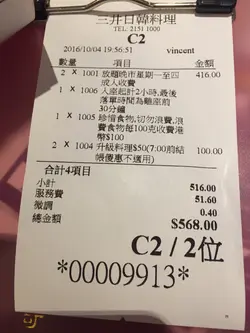 三井日韓料理
TEL: 2151 1000
C2
2016/10/04 19:56:51 vincent
數量 項目 金額
2 × 1001 放題晚市星期一至四 416.00
成人收費
1 × 1006 入座起計2小時,最後
落單時間為離座前
30分鐘
1 × 1005 珍惜食物,切勿浪費,浪
費食物每100克收費港
幣$100
2 × 1004 升級料理$50(7:00前結 100.00
帳優惠不適用)
合計4項目
小計 516.00
服務費 51.60
微調 0.40
總金額 $568.00
C2 / 2位
*00009913*